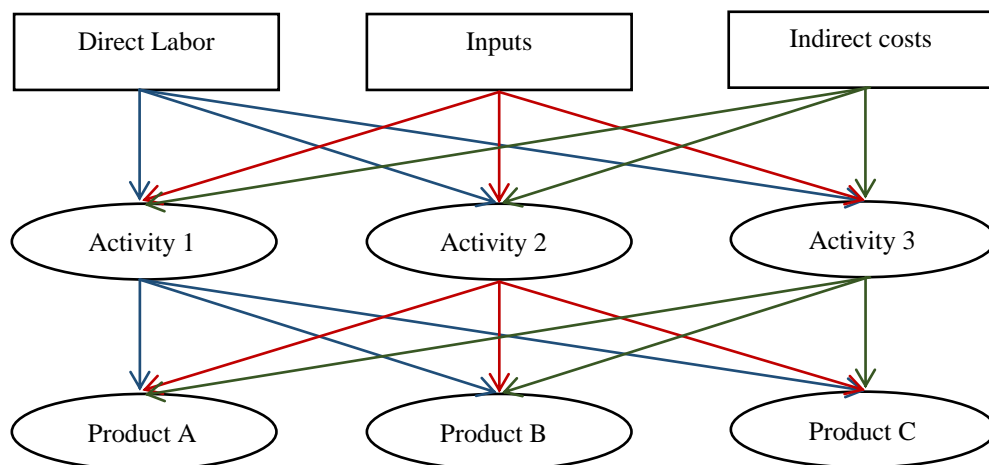 Direct Labor
Inputs
Indirect costs
Activity 1
Activity 2
Activity 3
Product A
Product B
Product C